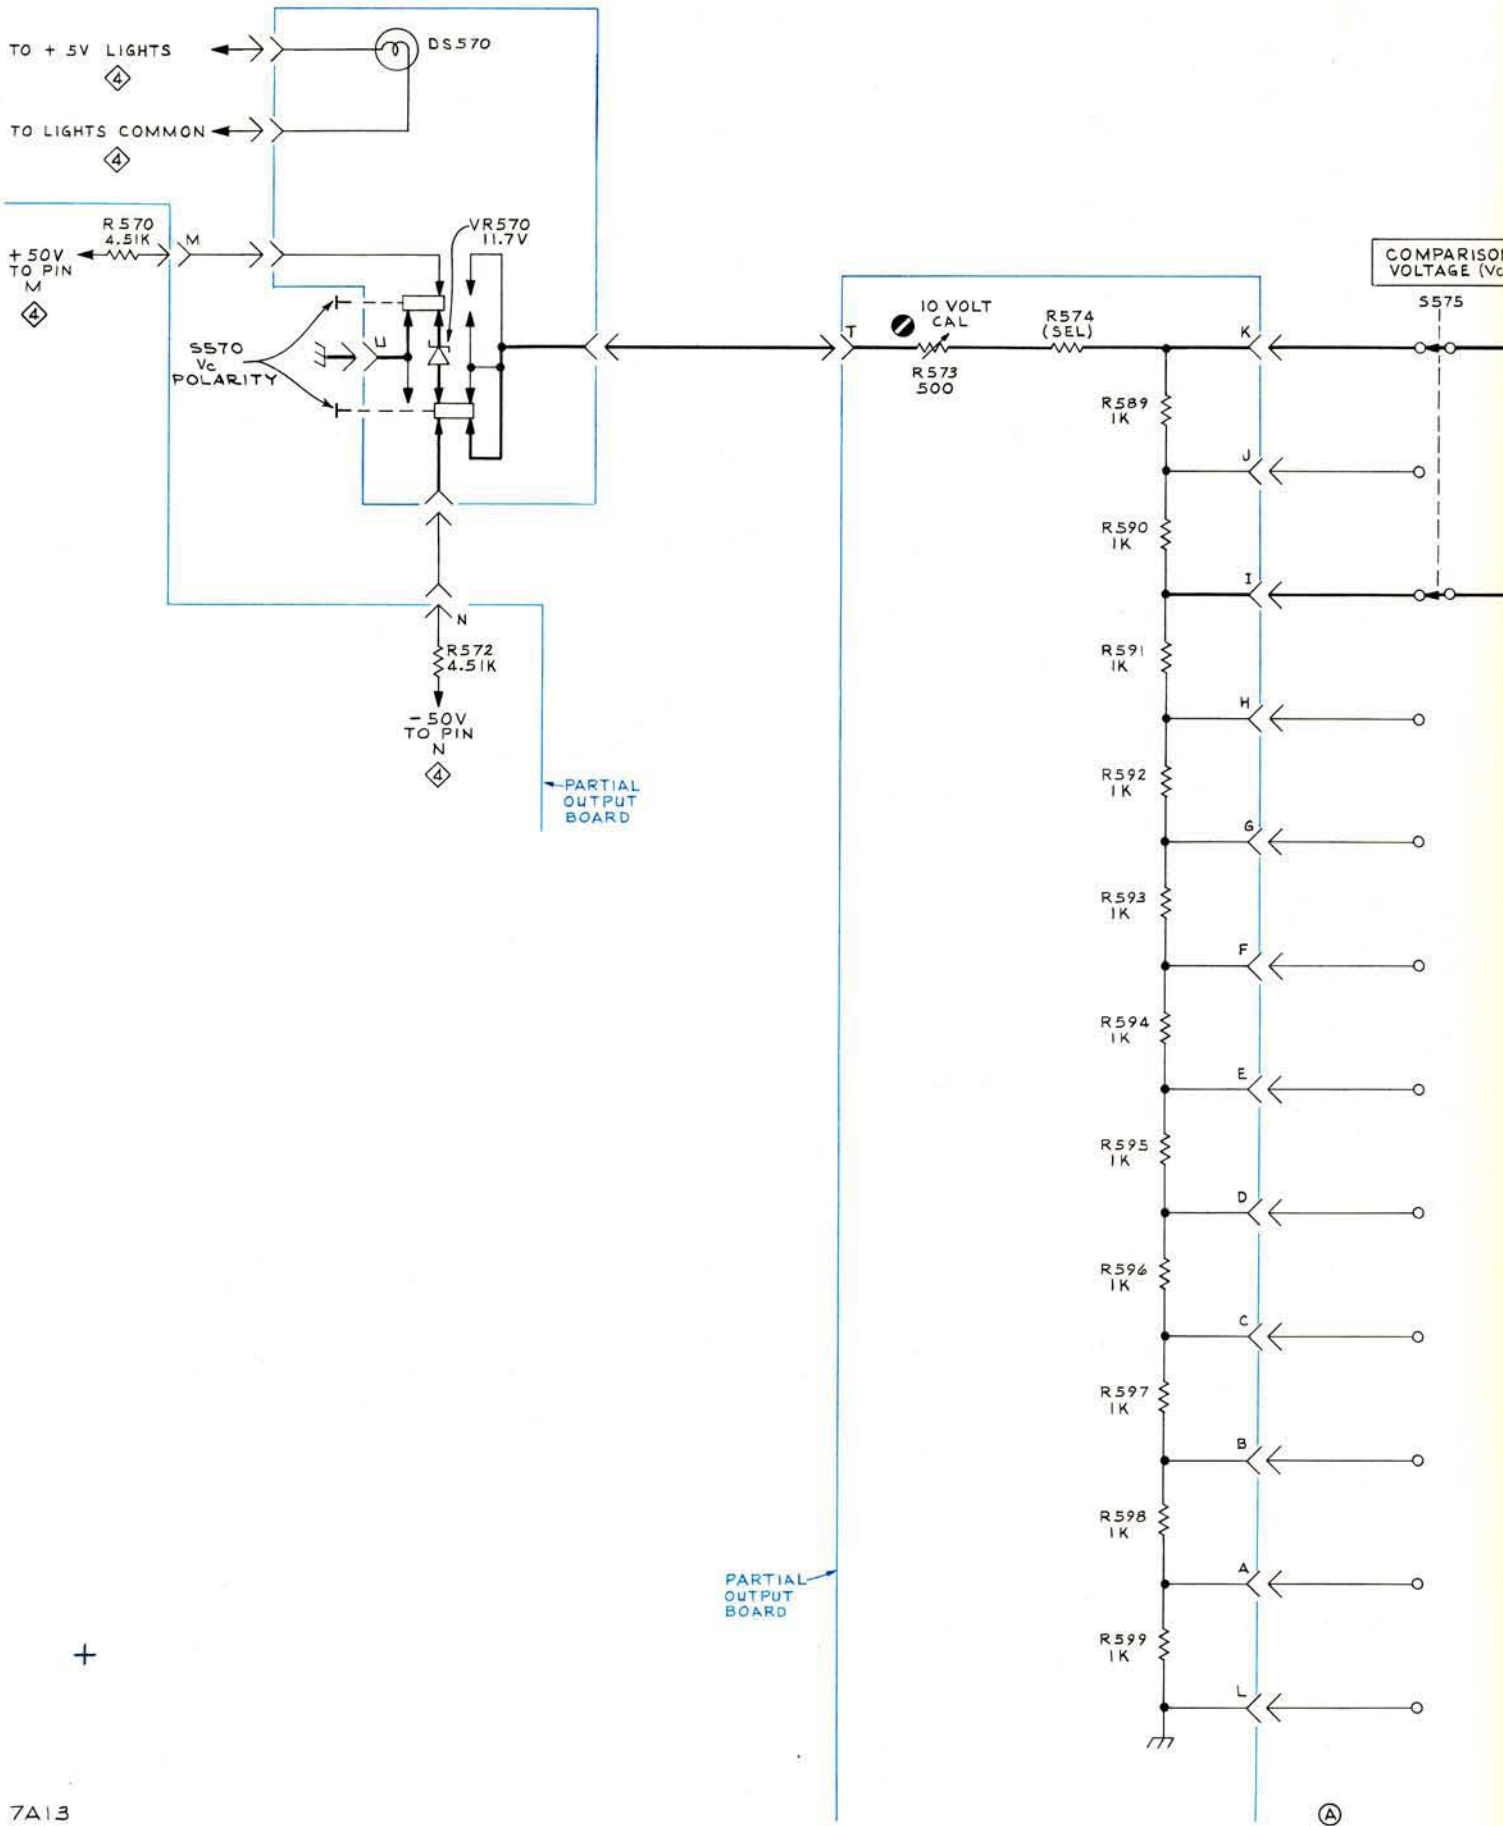 TO + 5V LIGHTS
4
DS570
TO LIGHTS COMMON
4
R570
4.51K
M
+50V
TO PIN
M
4
VR570
11.7V
S570
Vc
POLARITY
U
N
R572
4.51K
-50V
TO PIN
N
4
PARTIAL
OUTPUT
BOARD
T
10 VOLT
CAL
R573
500
R574
(SEL)
K
COMPARISON
VOLTAGE (Vc
S575
R589
1K
J
R590
1K
I
R591
1K
H
R592
1K
G
R593
1K
F
R594
1K
E
R595
1K
D
R596
1K
C
R597
1K
B
R598
1K
A
R599
1K
L
PARTIAL
OUTPUT
BOARD
7A13
A